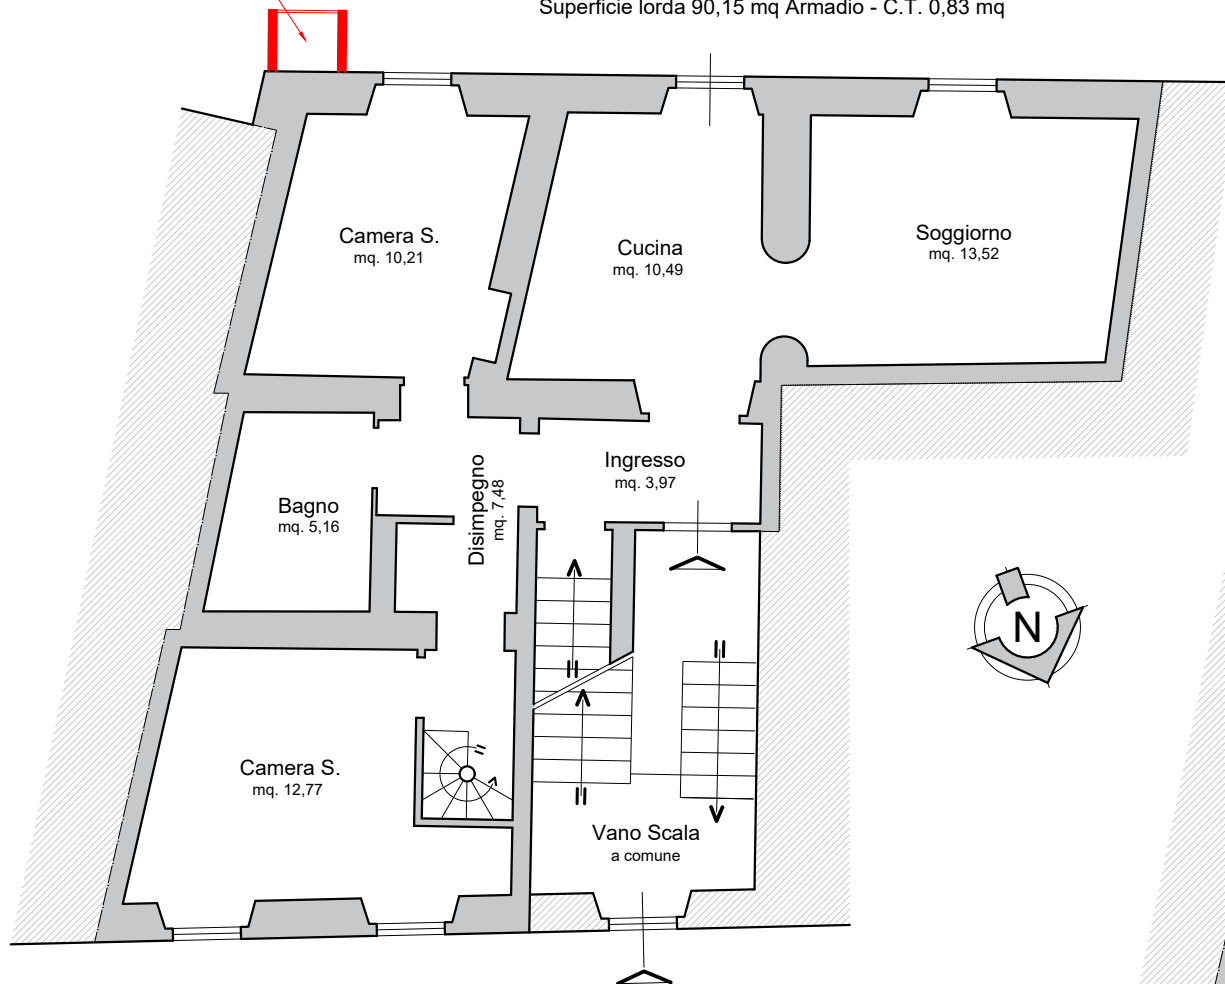 Superficie lorda 90,15 mq Armadio - C.T. 0,83 mq
Camera S.
mq. 10,21
Cucina
mq. 10,49
Soggiorno
mq. 13,52
Ingresso
mq. 3,97
Disimpegno
mq. 7,48
Bagno
mq. 5,16
N
Camera S.
mq. 12,77
Vano Scala
a comune